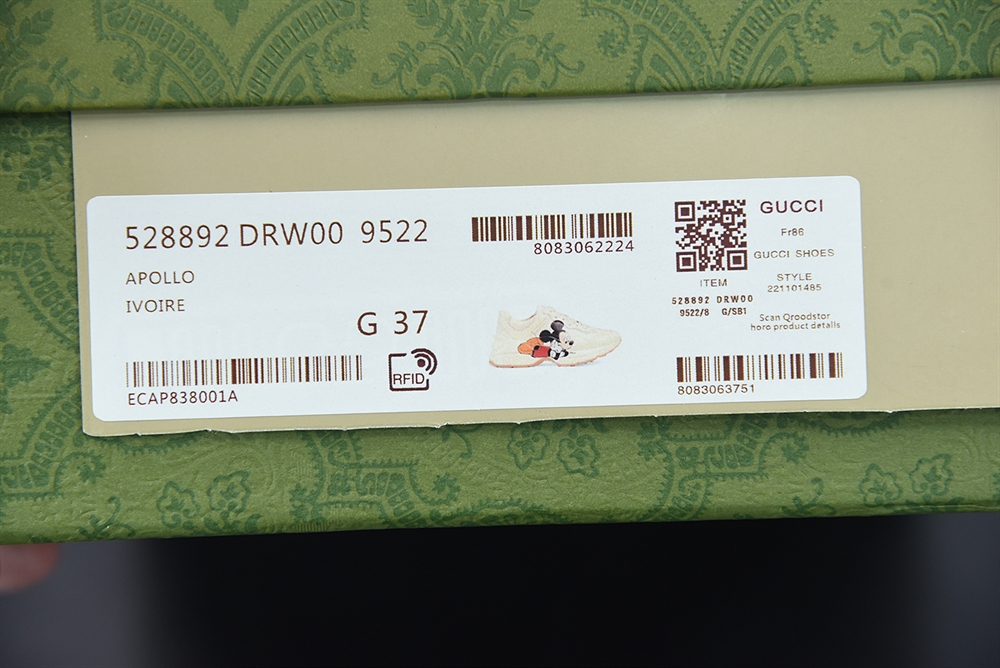 528892 DRW00 9522
APOLLO
IVOIRE
G 37
ECAP838001A
RFID
8083062224
GUCCI
Fr86
GUCCI SHOES
ITEM
528892 DRW00
9522/8 G/SB1
STYLE
221101485
Scan Qroodstor
horo product datalls
8083063751